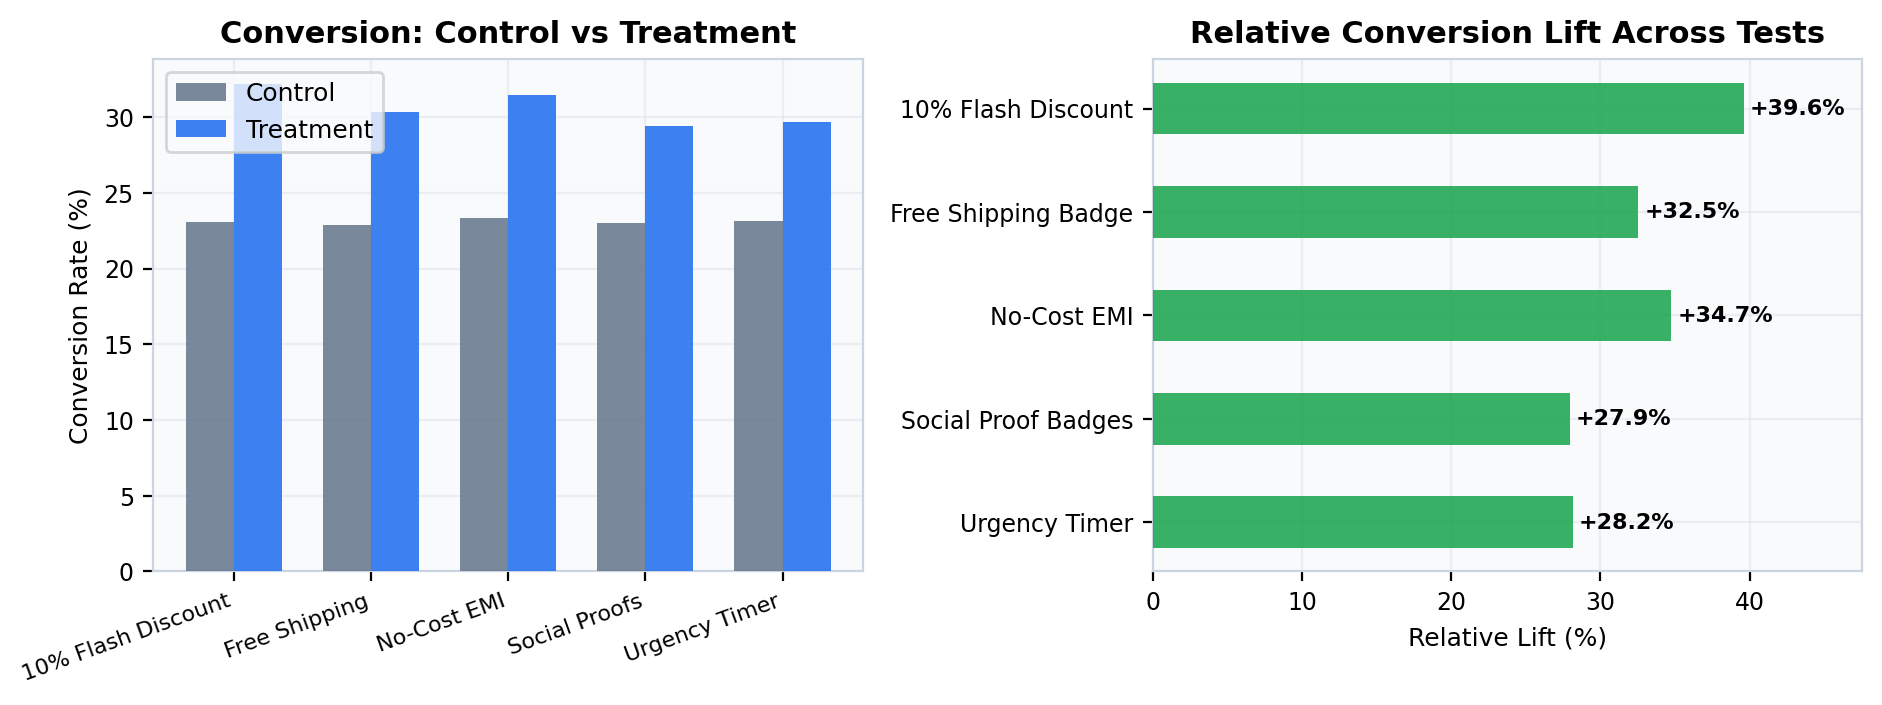 Conversion: Control vs Treatment
Control
Treatment
Conversion Rate (%)
30
25
20
15
10
5
0
10% Flash Discount
Free Shipping
No-Cost EMI
Social Proofs
Urgency Timer
Relative Conversion Lift Across Tests
10% Flash Discount
+39.6%
Free Shipping Badge
+32.5%
No-Cost EMI
+34.7%
Social Proof Badges
+27.9%
Urgency Timer
+28.2%
0
10
20
30
40
Relative Lift (%)